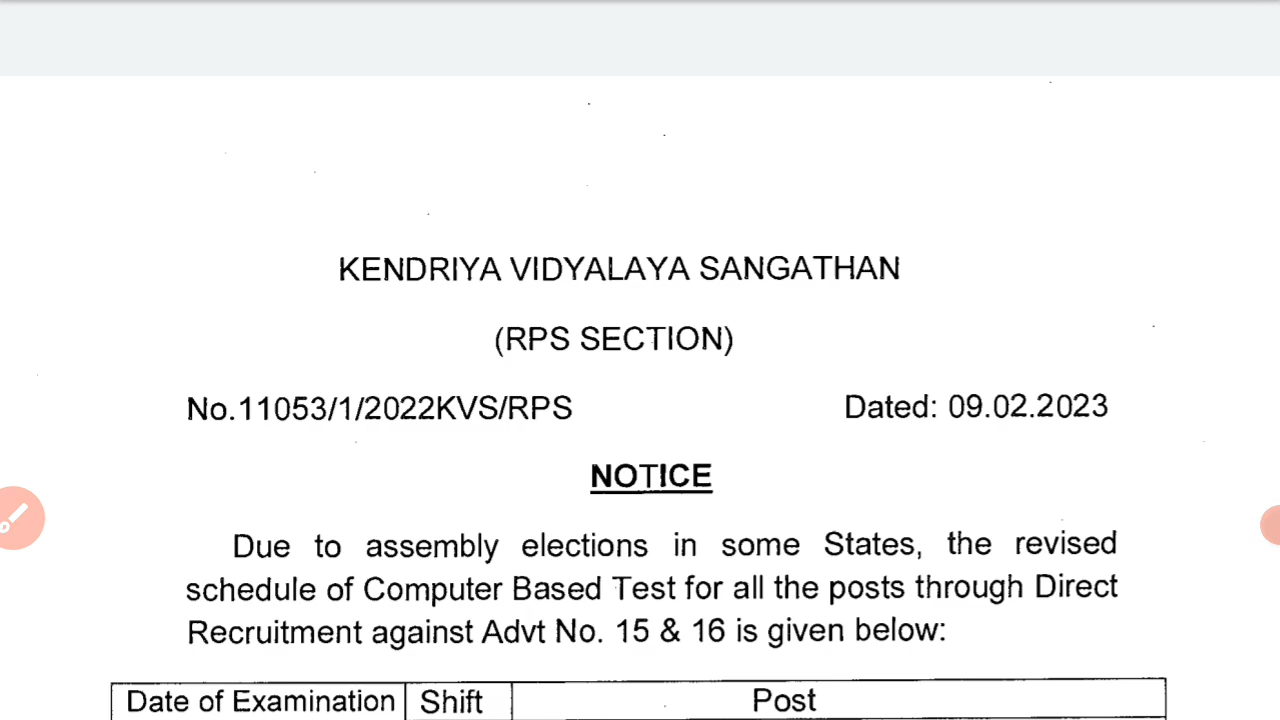 KENDRIYA VIDYALAYA SANGATHAN
(RPS SECTION)
No.11053/1/2022KVS/RPS Dated: 09.02.2023
NOTICE
Due to assembly elections in some States, the revised
schedule of Computer Based Test for all the posts through Direct
Recruitment against Advt No. 15 & 16 is given below:
Date of Examination Shift Post